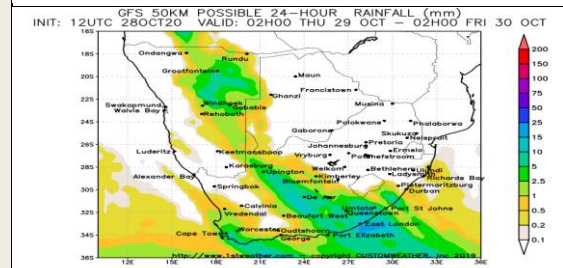 GFS 50KM POSSIBLE 24-HOUR RAINFALL (mm)
INIT: 12UTC 28OCT20 VALID: 02H00 THU 29 OCT - 02H00 FRI 30 OCT
16S
Ondangwa
Rundu
200
18S
Grootfontein
150
20S
Maun
100
Francistown
Ghanzi
75
22S
Windhoek
Gobabis
Musina
Swakopmund
Walvis Bay
Rehoboth
50
24S
Polokwane
Phalaborwa
Gaborone
Skukuza
25
Pretoria
Nelspruit
26S
Johannesburg
Ermelo
15
Luderitz
Keetmanshoop
Vryburg
Potchefstroom
10
28S
Karasburg
Welkom
Bethlehem
Ulundi
Alexander Bay
Upington
Kimberley
Ladysmith
Richards Bay
5
Bloemfontein
Pietermaritzburg
30S
Springbok
Durban
2.5
De Aar
Calvinia
Umtata
Port St Johns
1
32S
Vredendal
Beaufort West
Queenstown
0.5
East London
Cape Town
Worcester
Oudtshoorn
0.2
34S
George
Port Elizabeth
0.1
http://www.1stweather.com -- copyright CUSTOMWEATHER, Inc 2019
36S
12E 15E 18E 21E 24E 27E 30E 33E 36E